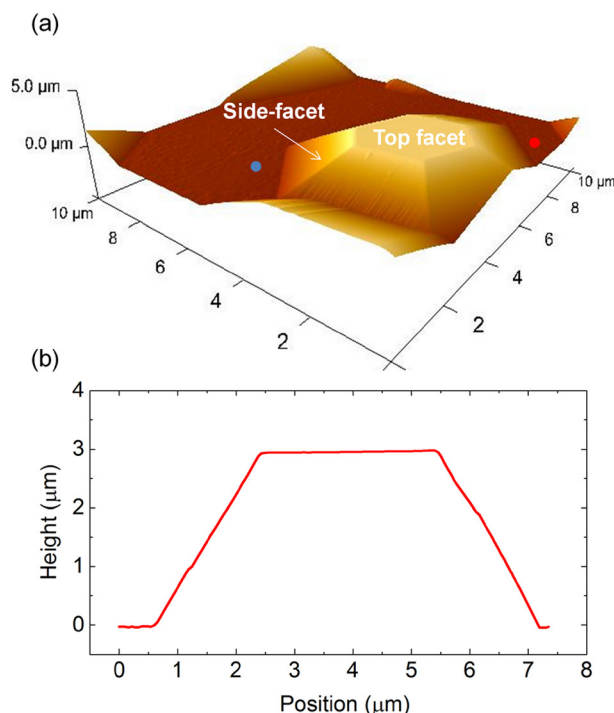 (a)
5.0 μm
0.0 μm
Side-facet
Top facet
10 μm
8
6
4
2
10 μm
8
6
4
2
(b)
Height (μm)
4
3
2
1
0
0 1 2 3 4 5 6 7 8
Position (μm)